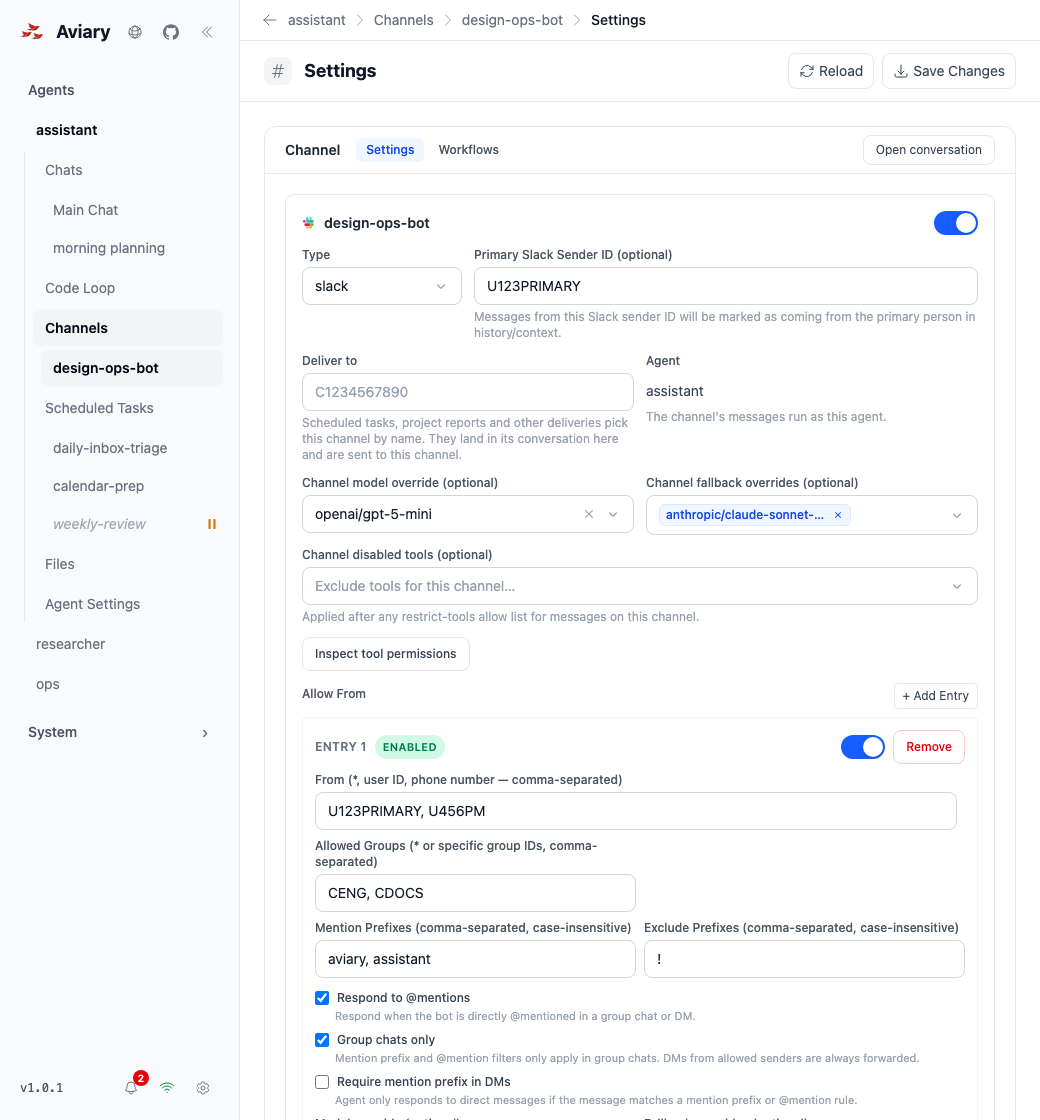 Aviary
Agents
assistant
Chats
Main Chat
morning planning
Code Loop
Channels
design-ops-bot
Scheduled Tasks
daily-inbox-triage
calendar-prep
weekly-review
Files
Agent Settings
researcher
ops
System
v1.0.1
2
assistant > Channels > design-ops-bot > Settings
# Settings
Reload
Save Changes
Channel
Settings
Workflows
Open conversation
design-ops-bot
Type
Primary Slack Sender ID (optional)
slack
U123PRIMARY
Messages from this Slack sender ID will be marked as coming from the primary person in
history/context.
Deliver to
Agent
C1234567890
assistant
Scheduled tasks, project reports and other deliveries pick
this channel by name. They land in its conversation here
and are sent to this channel.
The channel's messages run as this agent.
Channel model override (optional)
Channel fallback overrides (optional)
openai/gpt-5-mini
anthropic/claude-sonnet-... ×
Channel disabled tools (optional)
Exclude tools for this channel...
Applied after any restrict-tools allow list for messages on this channel.
Inspect tool permissions
Allow From
+ Add Entry
ENTRY 1
ENABLED
Remove
From (*, user ID, phone number — comma-separated)
U123PRIMARY, U456PM
Allowed Groups (* or specific group IDs, comma-
separated)
CENG, CDOCS
Mention Prefixes (comma-separated, case-insensitive)
Exclude Prefixes (comma-separated, case-insensitive)
aviary, assistant
!
Respond to @mentions
Respond when the bot is directly @mentioned in a group chat or DM.
Group chats only
Mention prefix and @mention filters only apply in group chats. DMs from allowed senders are always forwarded.
Require mention prefix in DMs
Agent only responds to direct messages if the message matches a mention prefix or @mention rule.